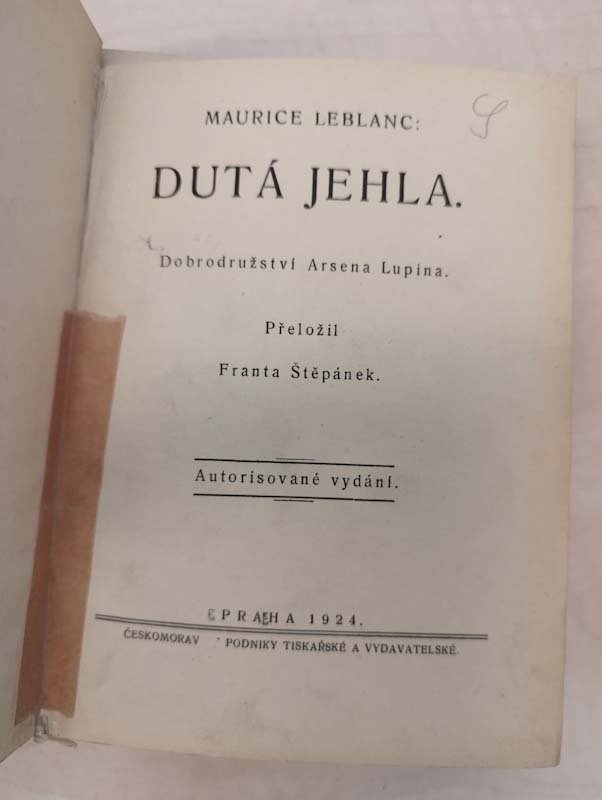 MAURICE LEBLANC:
DUTÁ JEHLA.
Dobrodružství Arsena Lupina.
Přeložil
Franta Štěpánek.
Autorisované vydání.
PRAHA 1924.
ČESKOMORAV PODNIKY TISKAŘSKÉ A VYDAVATELSKÉ